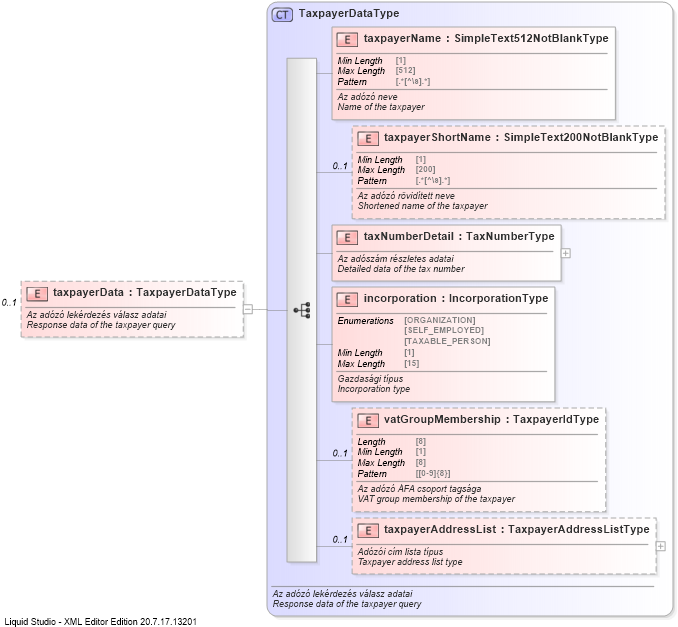 CT TaxpayerDataType
E taxpayerName : SimpleText512NotBlankType
Min Length [1]
Max Length [512]
Pattern [.*[^\s].*]
Az adózó neve
Name of the taxpayer
E taxpayerShortName : SimpleText200NotBlankType
0..1
Min Length [1]
Max Length [200]
Pattern [.*[^\s].*]
Az adózó rövidített neve
Shortened name of the taxpayer
E taxNumberDetail : TaxNumberType
Az adószám részletes adatai
Detailed data of the tax number
0..1
E taxpayerData : TaxpayerDataType
Az adózó lekérdezés válasz adatai
Response data of the taxpayer query
E incorporation : IncorporationType
Enumerations [ORGANIZATION]
[SELF_EMPLOYED]
[TAXABLE_PERSON]
Min Length [1]
Max Length [15]
Gazdasági típus
Incorporation type
E vatGroupMembership : TaxpayerIdType
0..1
Length [8]
Min Length [1]
Max Length [8]
Pattern [[0-9]{8}]
Az adózó ÁFA csoport tagsága
VAT group membership of the taxpayer
E taxpayerAddressList : TaxpayerAddressListType
0..1
Adózói cím lista típus
Taxpayer address list type
Az adózó lekérdezés válasz adatai
Response data of the taxpayer query
Liquid Studio - XML Editor Edition 20.7.17.13201